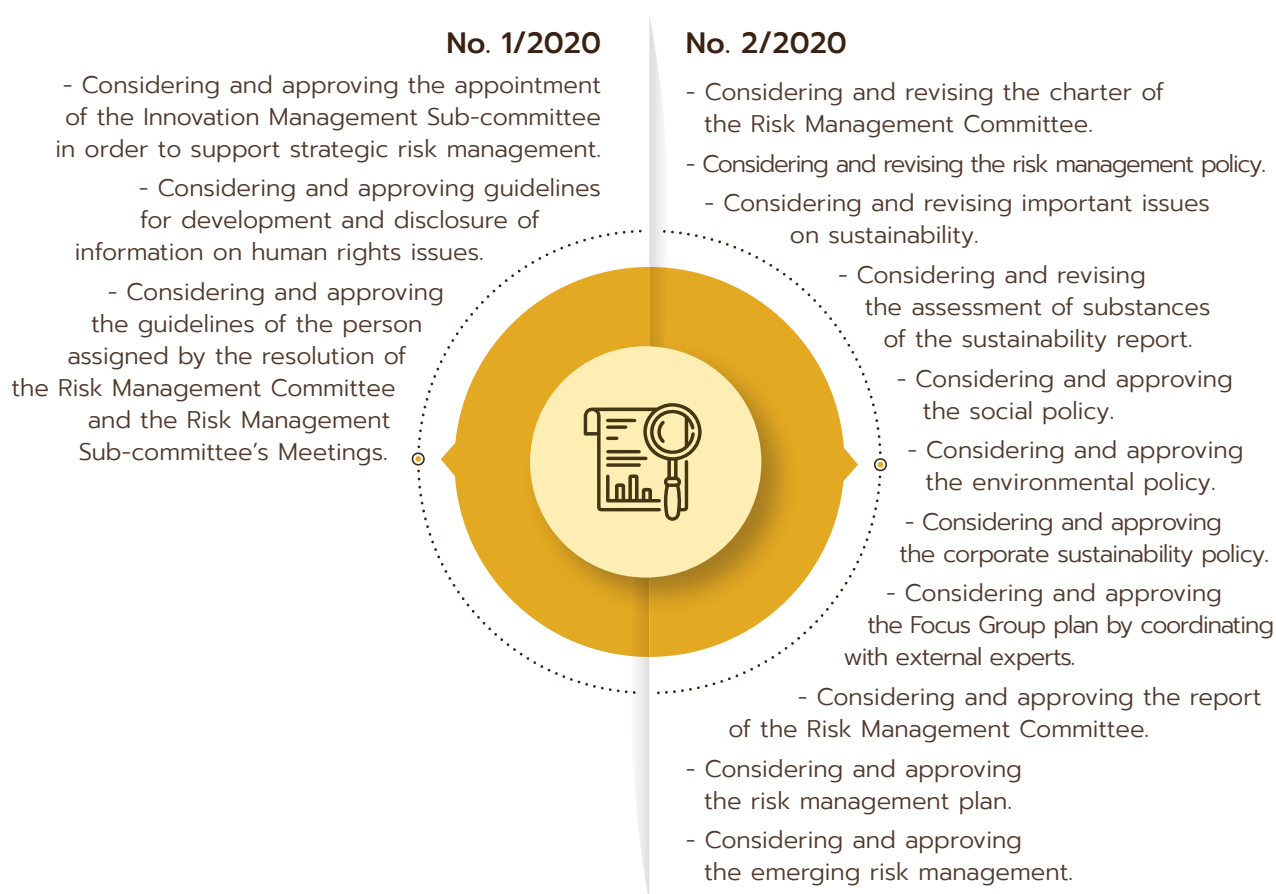 No. 1/2020
- Considering and approving the appointment
of the Innovation Management Sub-committee
in order to support strategic risk management.
- Considering and approving guidelines
for development and disclosure of
information on human rights issues.
- Considering and approving
the guidelines of the person
assigned by the resolution of
the Risk Management Committee
and the Risk Management
Sub-committee's Meetings.
No. 2/2020
- Considering and revising the charter of
the Risk Management Committee.
- Considering and revising the risk management policy.
- Considering and revising important issues
on sustainability.
- Considering and revising
the assessment of substances
of the sustainability report.
- Considering and approving
the social policy.
- Considering and approving
the environmental policy.
- Considering and approving
the corporate sustainability policy.
- Considering and approving
the Focus Group plan by coordinating
with external experts.
- Considering and approving the report
of the Risk Management Committee.
- Considering and approving
the risk management plan.
- Considering and approving
the emerging risk management.